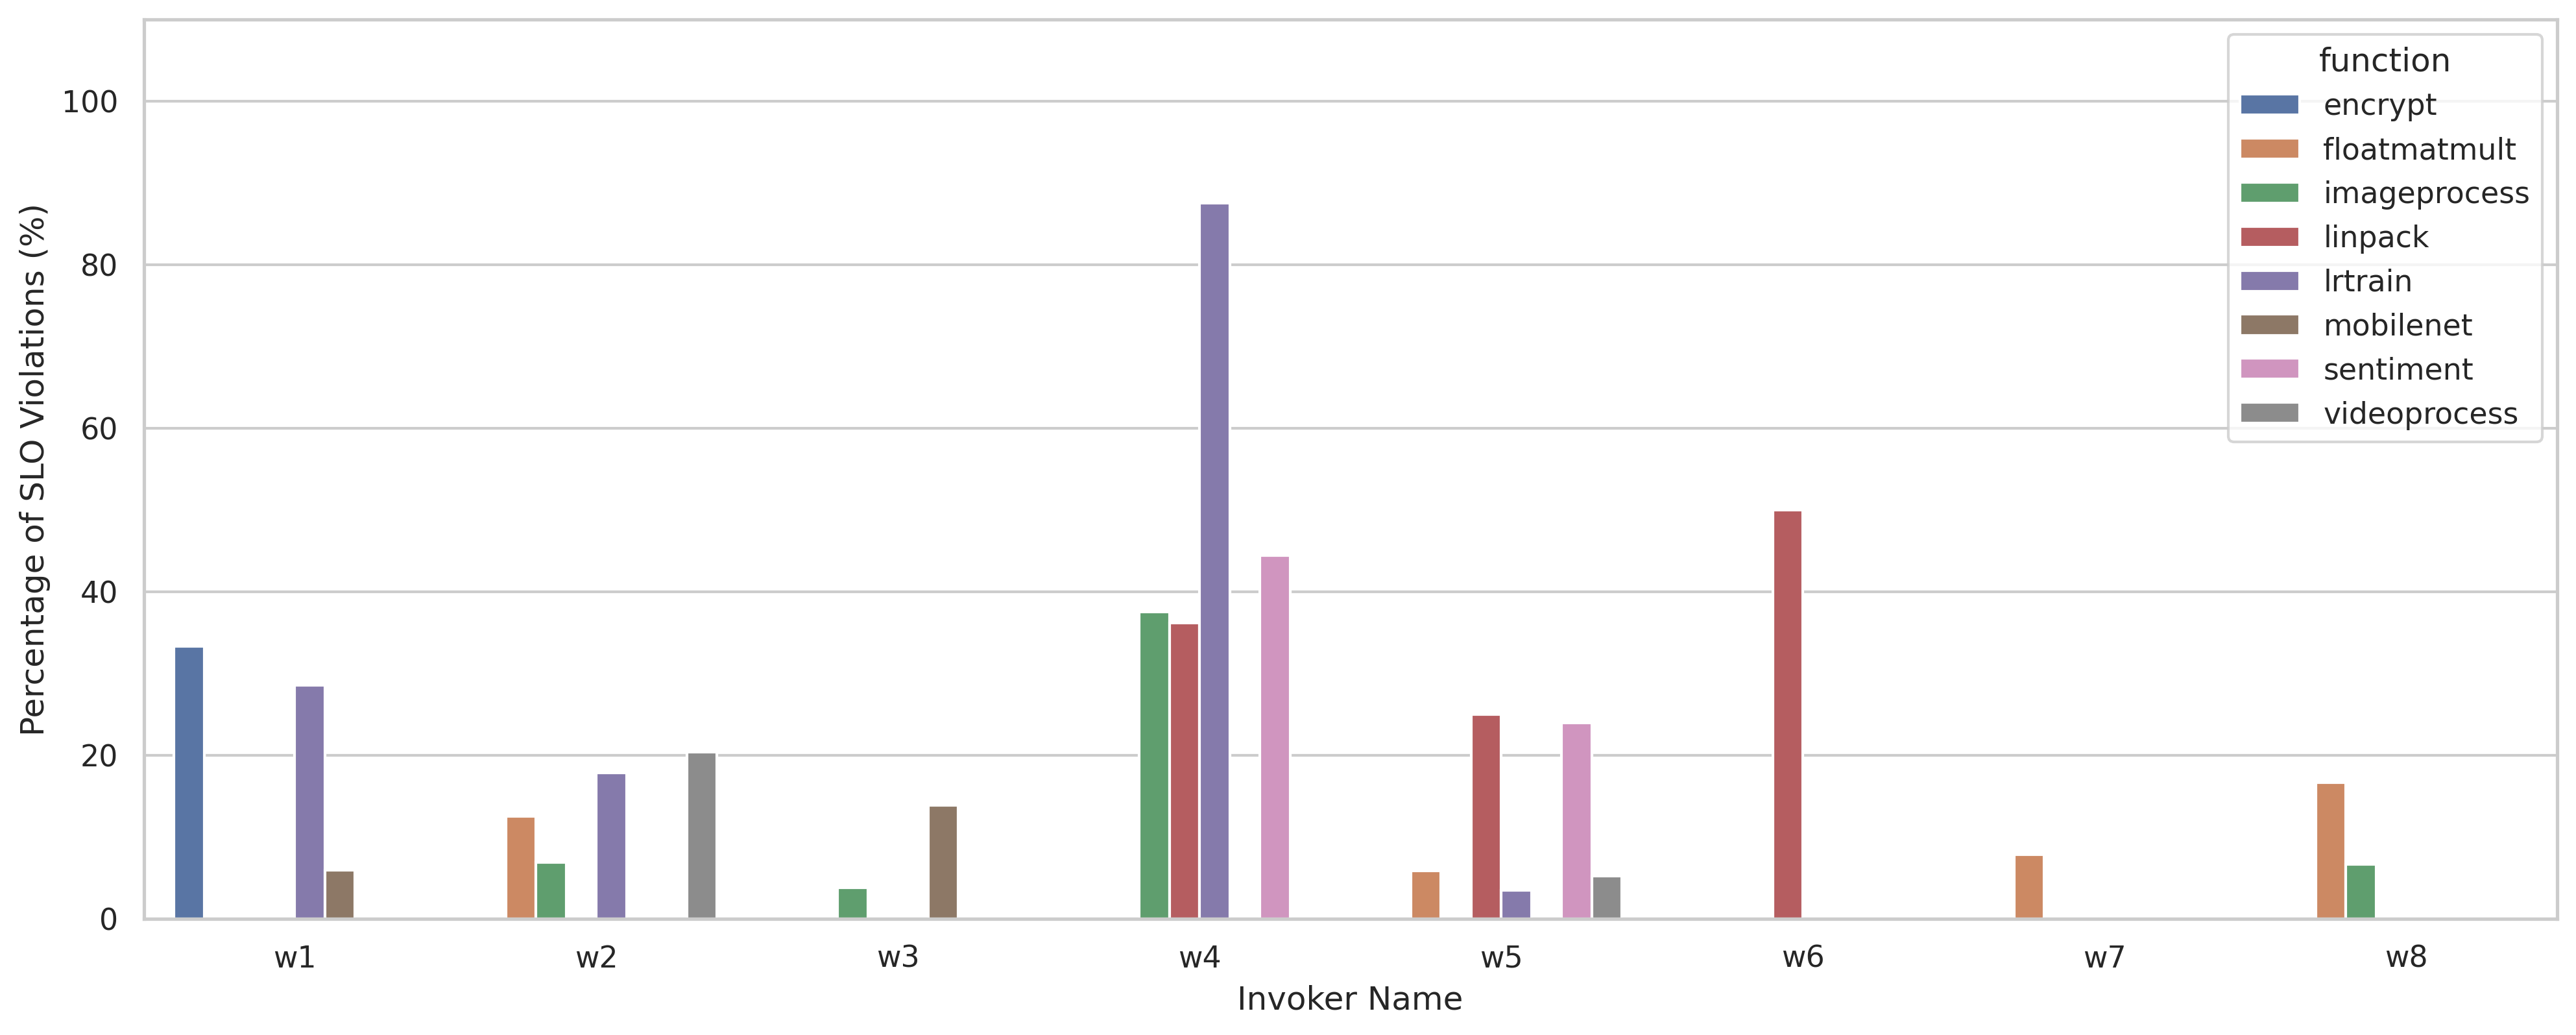 function
encrypt
floatmatmult
imageprocess
linpack
lrtrain
mobilenet
sentiment
videoprocess
Percentage of SLO Violations (%)
100
80
60
40
20
0
w1 w2 w3 w4 w5 w6 w7 w8
Invoker Name